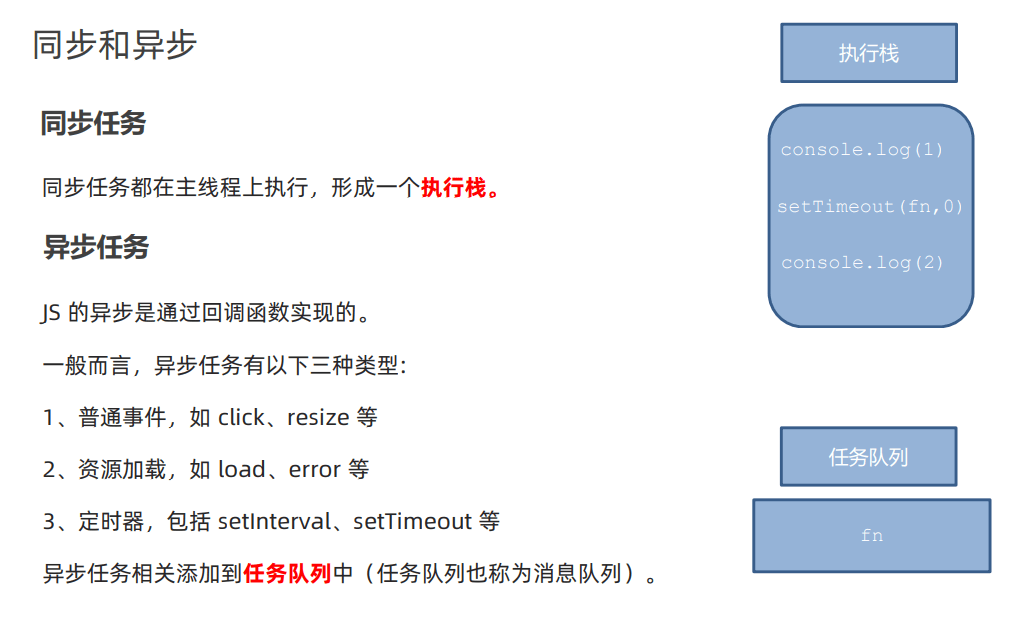 同步和异步
同步任务
同步任务都在主线程上执行，形成一个执行栈。
异步任务
JS 的异步是通过回调函数实现的。
一般而言，异步任务有以下三种类型:
1、普通事件，如 click、resize 等
2、资源加载，如 load、error 等
3、定时器，包括 setInterval、setTimeout 等
异步任务相关添加到任务队列中（任务队列也称为消息队列）。
执行栈
console.log(1)
setTimeout(fn,0)
console.log(2)
任务队列
fn